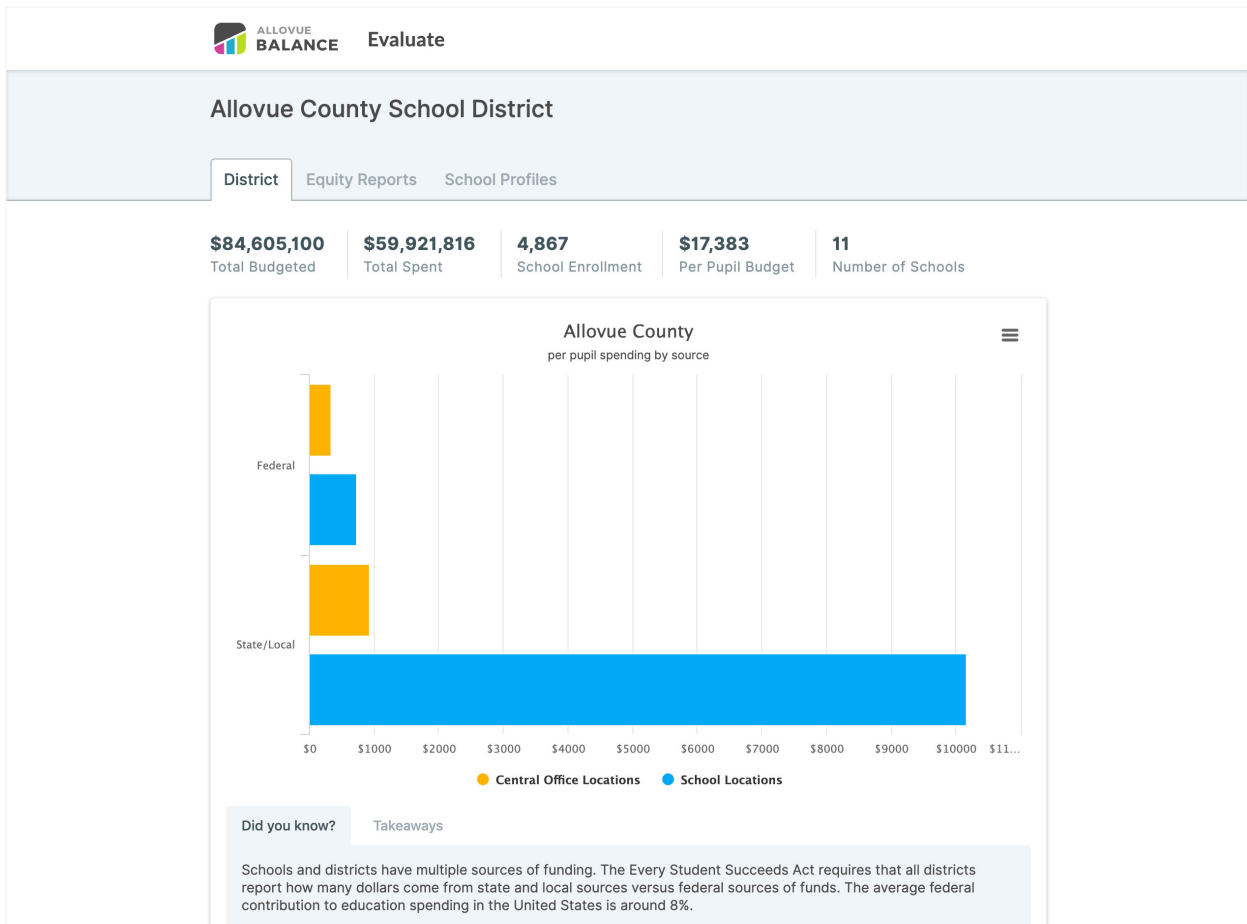 ALLOVUE
BALANCE
Evaluate
Allovue County School District
District
Equity Reports
School Profiles
$84,605,100
Total Budgeted
$59,921,816
Total Spent
4,867
School Enrollment
$17,383
Per Pupil Budget
11
Number of Schools
Allovue County
per pupil spending by source
Federal
State/Local
$0 $1000 $2000 $3000 $4000 $5000 $6000 $7000 $8000 $9000 $10000 $11...
Central Office Locations
School Locations
Did you know?
Takeaways
Schools and districts have multiple sources of funding. The Every Student Succeeds Act requires that all districts
report how many dollars come from state and local sources versus federal sources of funds. The average federal
contribution to education spending in the United States is around 8%.